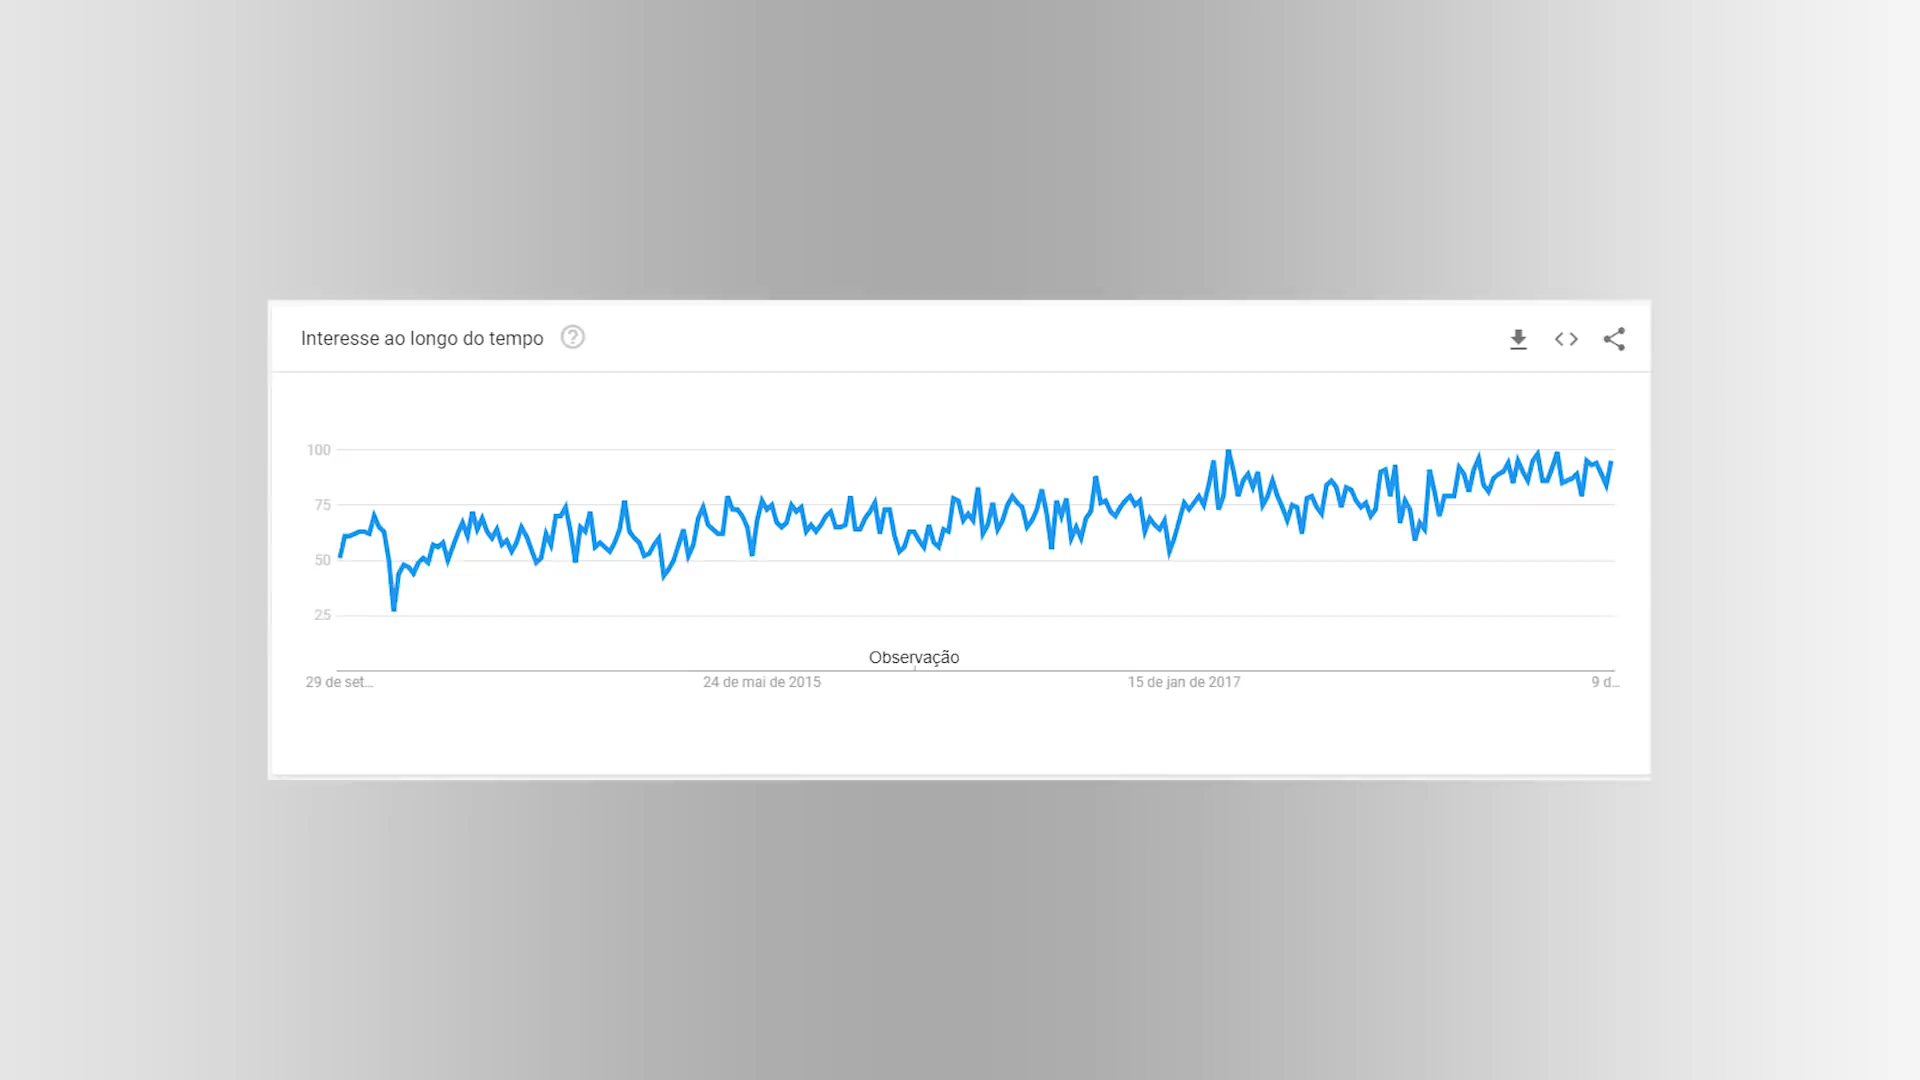 Interesse ao longo do tempo ?
100
75
50
25
Observação
29 de set...
24 de mai de 2015
15 de jan de 2017
9 d...